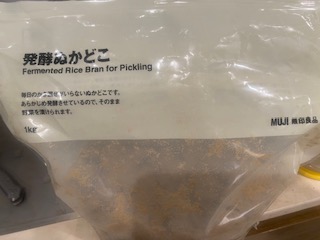 発酵ぬかどこ
Fermented Rice Bran for Pickling
毎日のかき混ぜがいらないぬかどこです。
あらかじめ発酵させているので、そのまま
野菜を漬けられます。
1kg
MUJI 無印良品